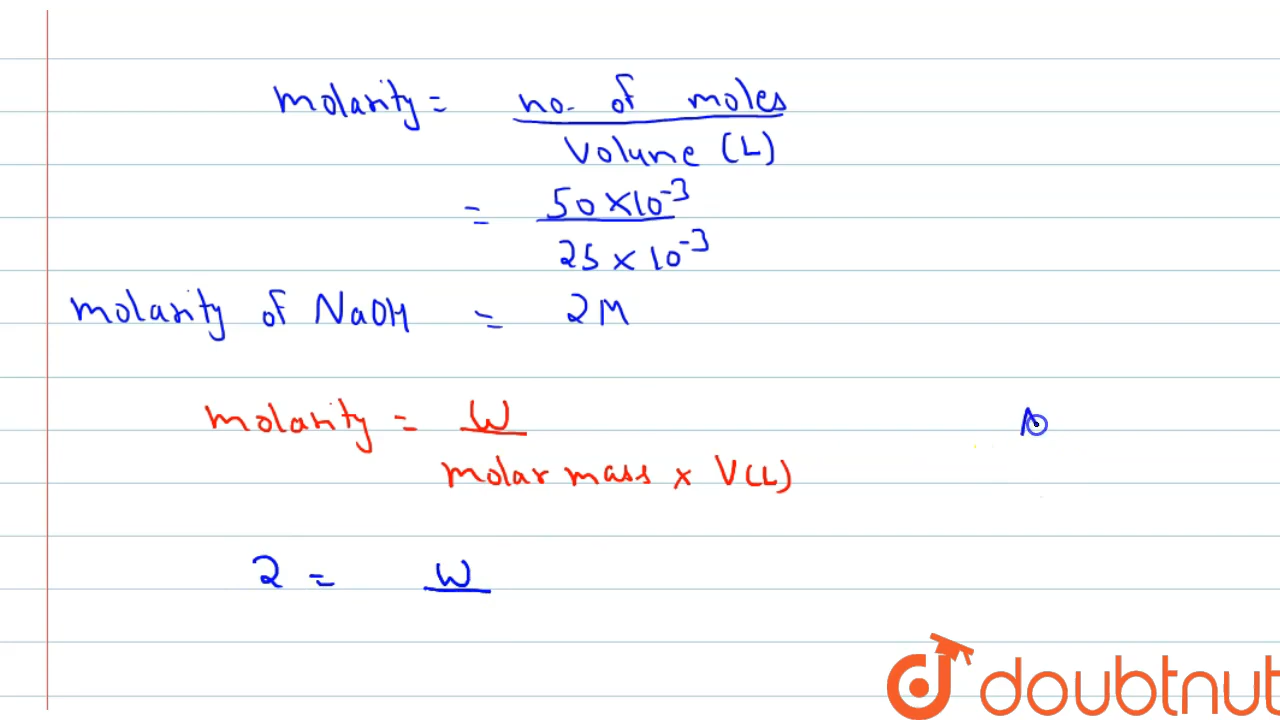 molarity = no. of moles
Volume (L)
= 50 × 10⁻³
25 × 10⁻³
molarity of NaOH = 2M
molarity = W
molar mass × V(L)
2 = W
doubtnut